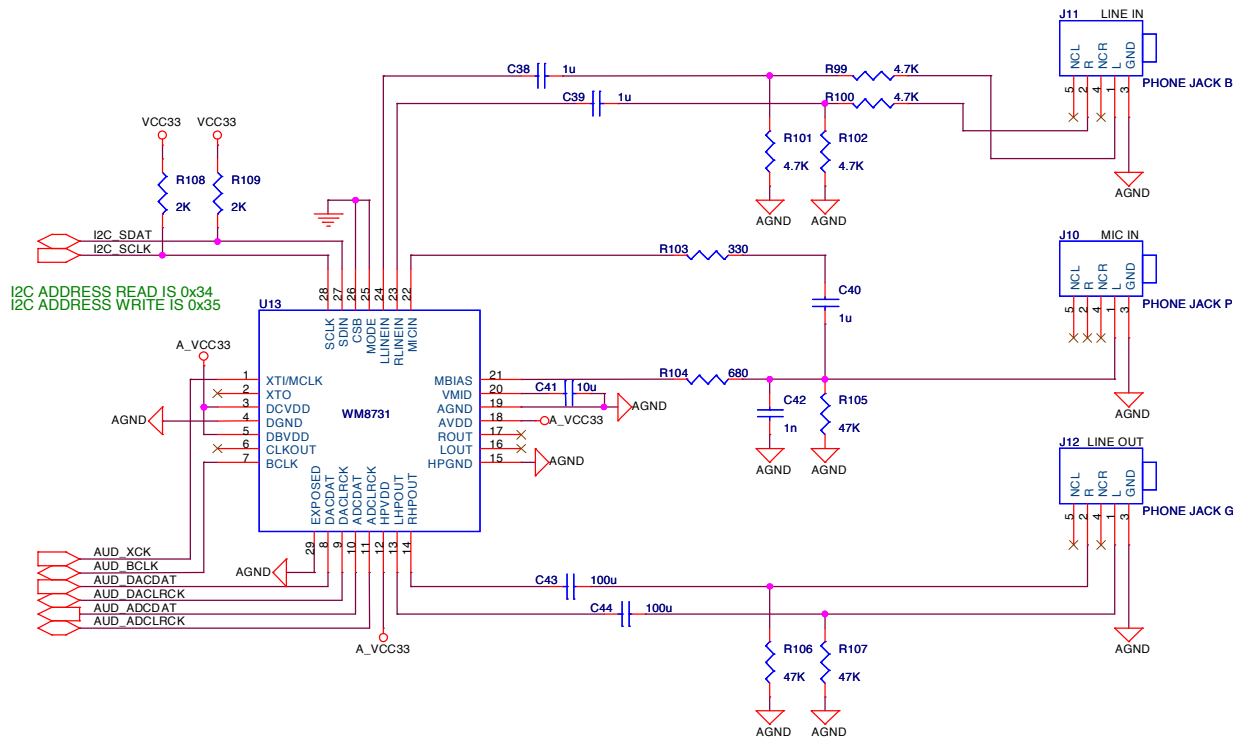 J11 LINE IN
NCL R NCR L GND
5 2 4 1 3
PHONE JACK B
AGND
C38 1u
R99 4.7K
C39 1u
R100 4.7K
R101 4.7K
R102 4.7K
AGND AGND
VCC33 VCC33
R108 2K
R109 2K
I2C_SDAT
I2C_SCLK
I2C ADDRESS READ IS 0x34
I2C ADDRESS WRITE IS 0x35
J10 MIC IN
NCL R NCR L GND
5 2 4 1 3
PHONE JACK P
AGND
R103 330
C40 1u
U13
28 27 26 25 24 23 22
SCLK SDIN CSB MODE LLINEIN RLINEIN MICIN
A_VCC33
1 XTI/MCLK
2 XTO
3 DCVDD
AGND 4 DGND
5 DBVDD
6 CLKOUT
7 BCLK
WM8731
MBIAS 21
VMID 20
AGND 19
AVDD 18
ROUT 17
LOUT 16
HPGND 15
R104 680
C41 10u
AGND
A_VCC33
AGND
C42 1n
R105 47K
AGND AGND
J12 LINE OUT
NCL R NCR L GND
5 2 4 1 3
PHONE JACK G
AGND
EXPOSED DACDAT DACLRCK ADCDAT ADCLRCK HPVDD LHPOUT RHPOUT
29 8 9 10 11 12 13 14
AUD_XCK
AUD_BCLK
AUD_DACDAT
AUD_DACLRCK
AUD_ADCDAT
AUD_ADCLRCK
AGND
A_VCC33
C43 100u
C44 100u
R106 47K
R107 47K
AGND AGND